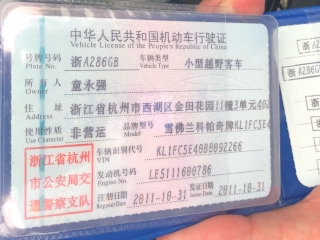 中华人民共和国机动车行驶证
Vehicle License of the People's Republic of China
号牌号码 浙A286GB 车辆类型 小型越野客车
Plate No. Vehicle Type
所有人 童永强
Owner
住址 浙江省杭州市西湖区金田花园11幢3单元402
Address
使用性质 非营运 品牌型号 雪佛兰科帕奇牌KL1FC5E
Use Character Model
浙江省杭州
市公安局交
通警察支队
车辆识别代号 KL1FC5E40BB092266
VIN
发动机号码 LE5111600786
Engine No.
注册日期 2011-10-31 发证日期 2011-10-31
Register Date Issue Date